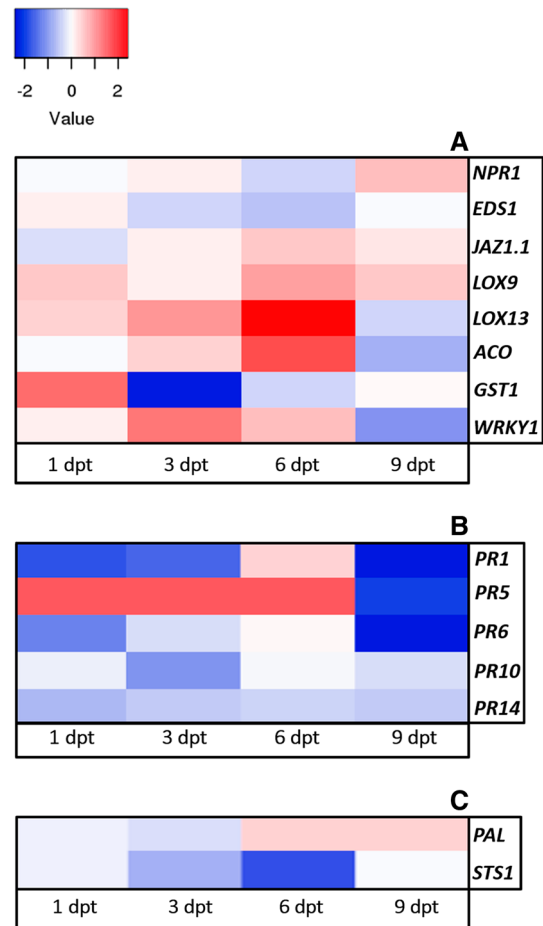 -2 0 2
Value
A
NPR1
EDS1
JAZ1.1
LOX9
LOX13
ACO
GST1
WRKY1
1 dpt 3 dpt 6 dpt 9 dpt
B
PR1
PR5
PR6
PR10
PR14
1 dpt 3 dpt 6 dpt 9 dpt
C
PAL
STS1
1 dpt 3 dpt 6 dpt 9 dpt